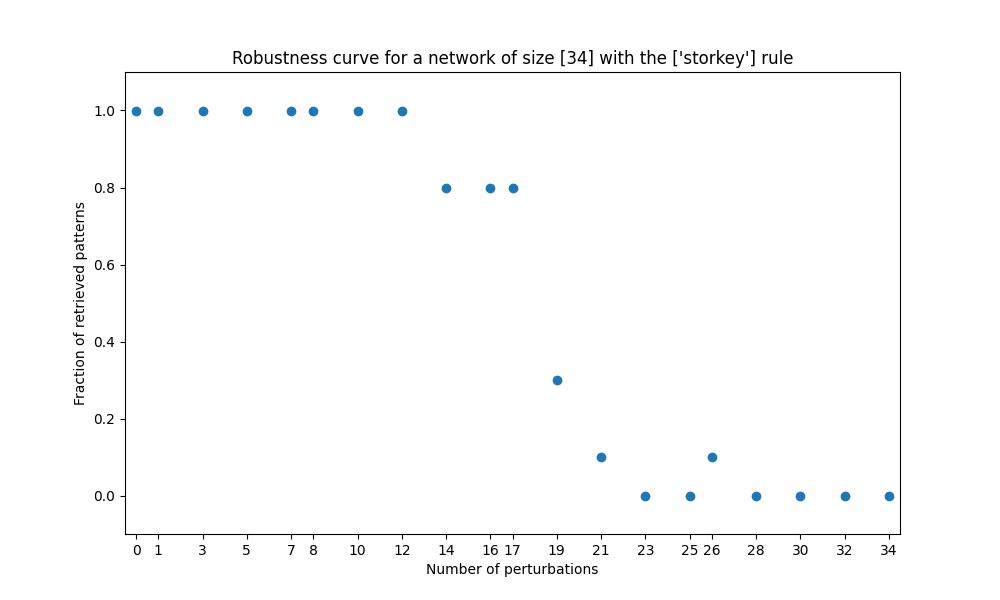 Robustness curve for a network of size [34] with the ['storkey'] rule
Fraction of retrieved patterns
1.0
0.8
0.6
0.4
0.2
0.0
0 1 3 5 7 8 10 12 14 16 17 19 21 23 25 26 28 30 32 34
Number of perturbations